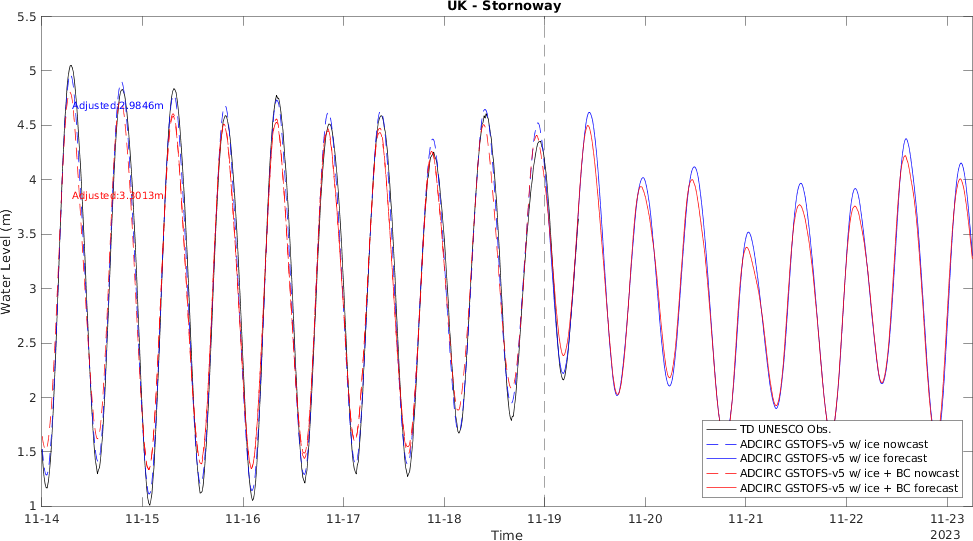 UK - Stornoway
5.5
5
4.5
4
3.5
3
2.5
2
1.5
1
Water Level (m)
Adjusted:2.9846m
Adjusted:3.3013m
TD UNESCO Obs.
ADCIRC GSTOFS-v5 w/ ice nowcast
ADCIRC GSTOFS-v5 w/ ice forecast
ADCIRC GSTOFS-v5 w/ ice + BC nowcast
ADCIRC GSTOFS-v5 w/ ice + BC forecast
11-14 11-15 11-16 11-17 11-18 11-19 11-20 11-21 11-22 11-23
Time
2023